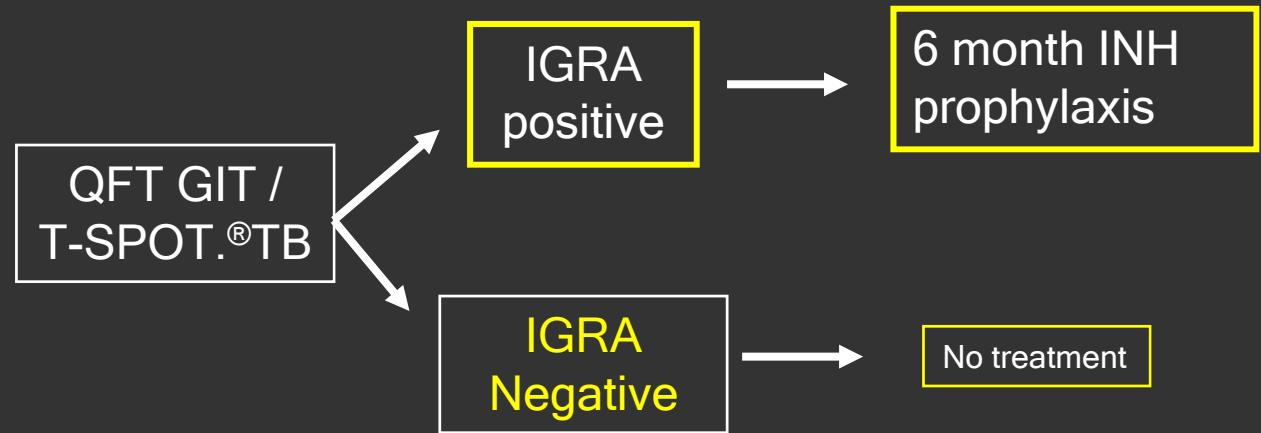 IGRA
positive
6 month INH
prophylaxis
QFT GIT /
T-SPOT.®TB
IGRA
Negative
No treatment